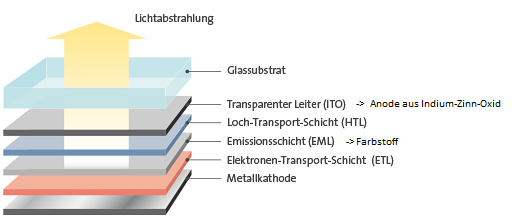 Lichtabstrahlung
Glassubstrat
Transparenter Leiter (ITO) -> Anode aus Indium-Zinn-Oxid
Loch-Transport-Schicht (HTL)
Emissionsschicht (EML) -> Farbstoff
Elektronen-Transport-Schicht (ETL)
Metallkathode